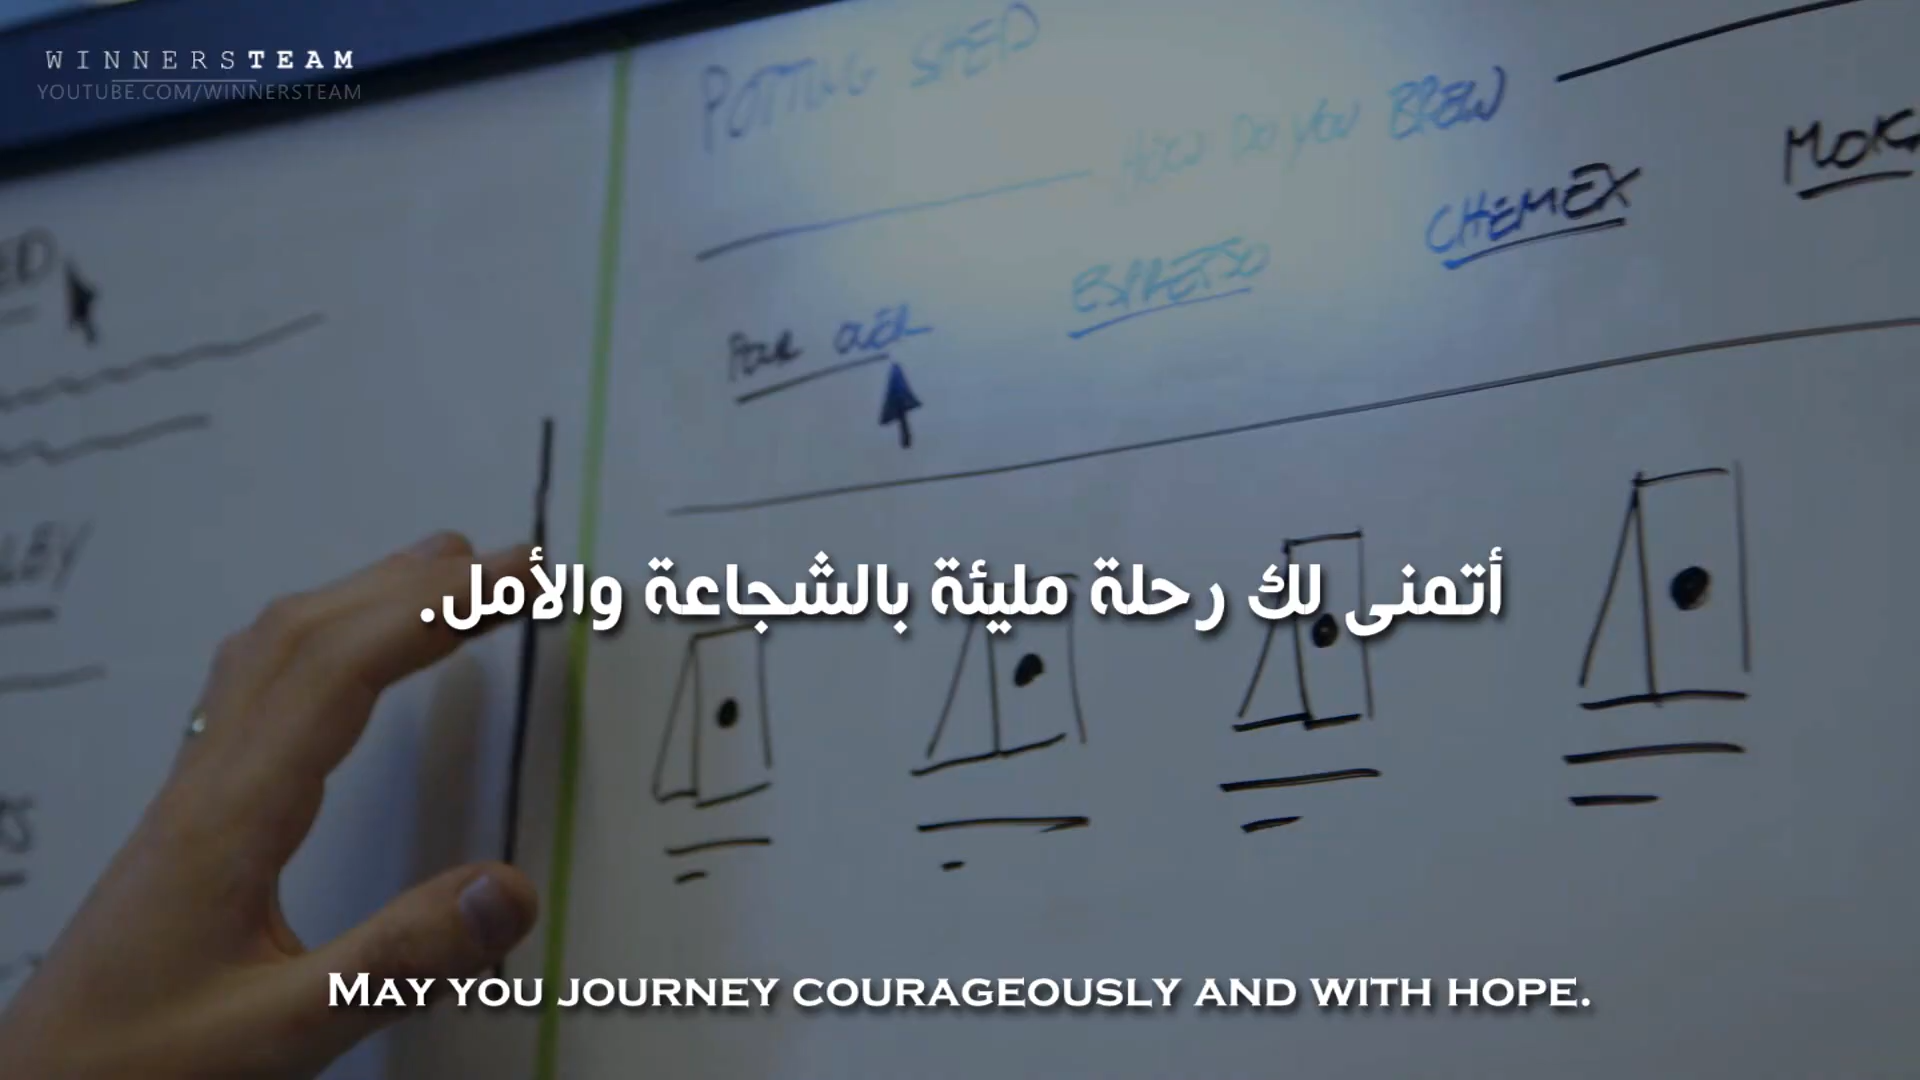 WINNERSTEAM
YOUTUBE.COM/WINNERSTEAM
POTTING SHED
HOW DO YOU BREW
POUR OVER
ESPRESSO
CHEMEX
أتمنى لك رحلة مليئة بالشجاعة والأمل.
MAY YOU JOURNEY COURAGEOUSLY AND WITH HOPE.